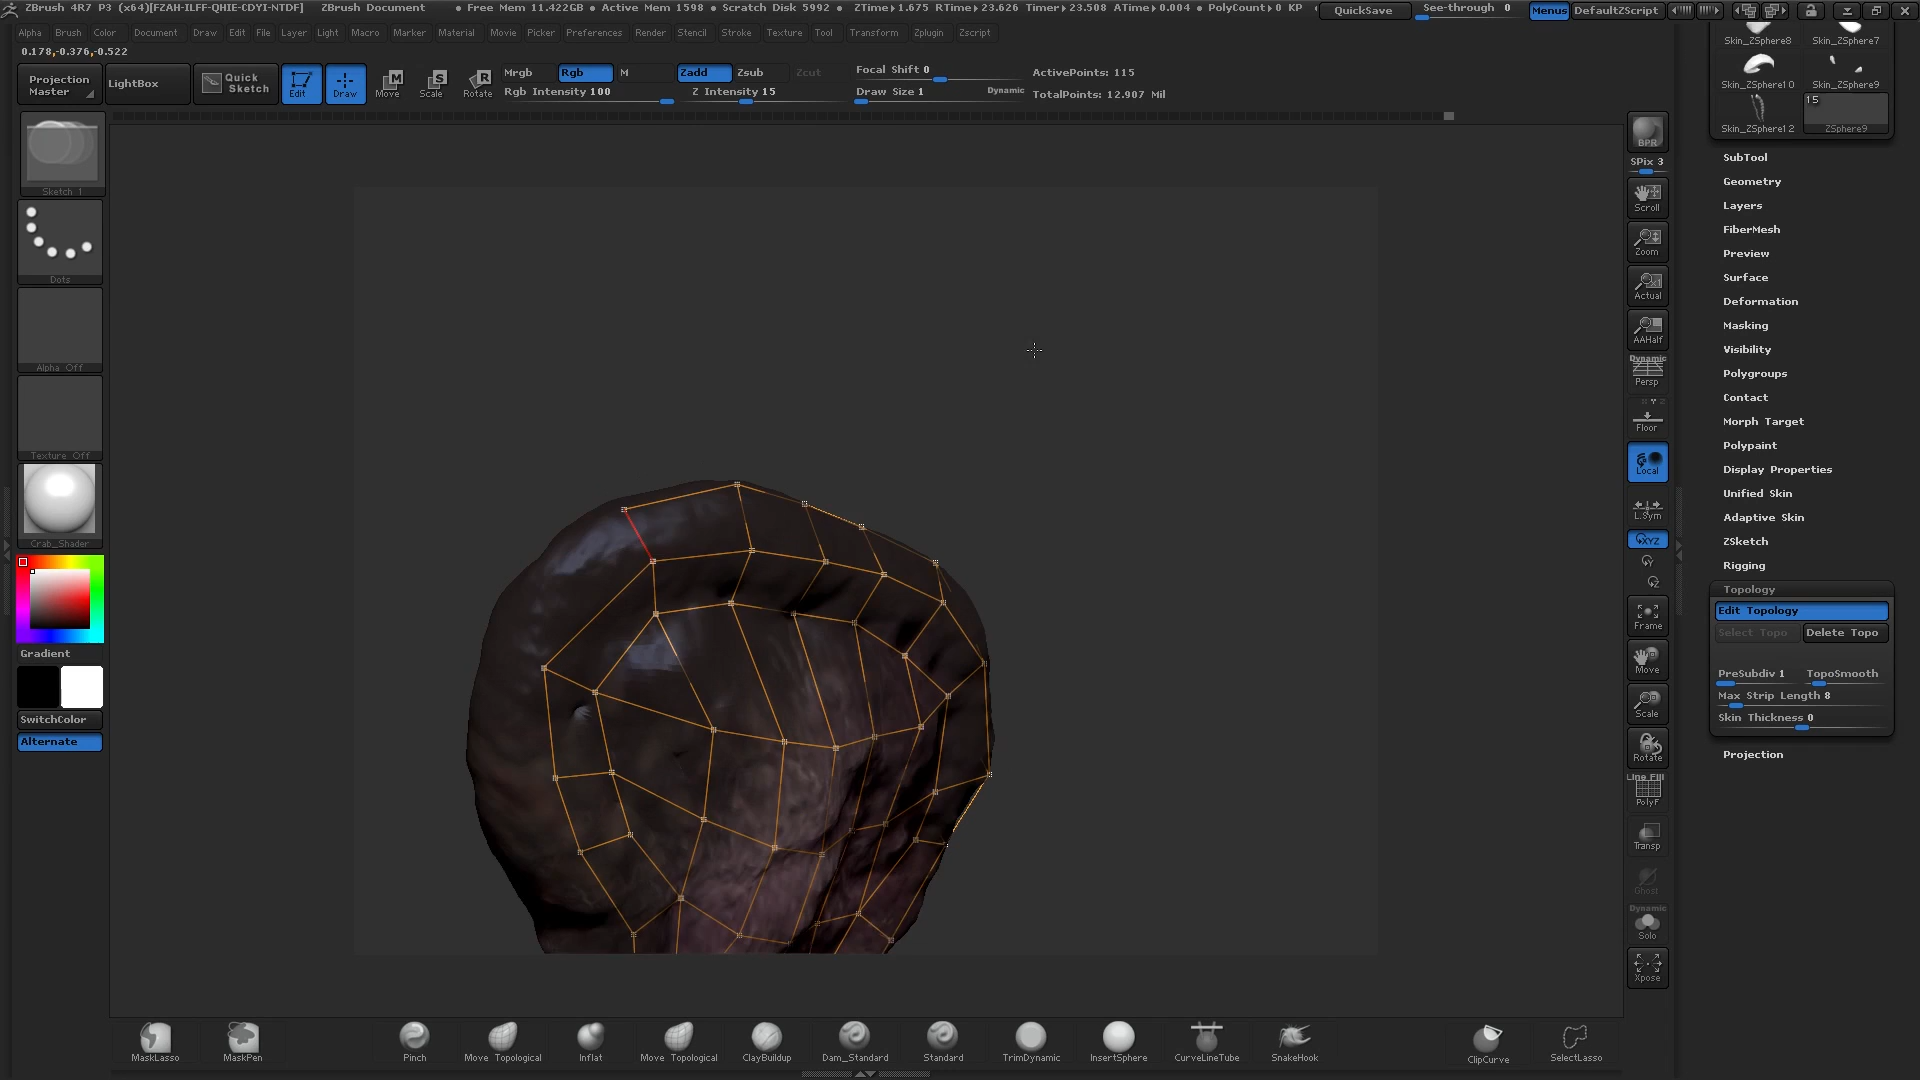 ZBrush 4R7 P3 (x64)[FZAH-ILFF-QHIE-CDYI-NTDF] ZBrush Document • Free Mem 11.422GB • Active Mem 1598 • Scratch Disk 5992 • ZTime▸1.675 RTime▸23.626 Timer▸23.508 ATime▸0.004 • PolyCount▸0 KP QuickSave See-through 0 Menus DefaultZScript
Alpha Brush Color Document Draw Edit File Layer Light Macro Marker Material Movie Picker Preferences Render Stencil Stroke Texture Tool Transform Zplugin Zscript
0.178,-0.376,-0.522
Projection Master
LightBox
Quick Sketch
Edit
Draw
Move
Scale
Rotate
Mrgb Rgb M
Rgb Intensity 100
Zadd Zsub Zcut
Z Intensity 15
Focal Shift 0
Draw Size 1
Dynamic
ActivePoints: 115
TotalPoints: 12.907 Mil
Sketch 1
Dots
Alpha Off
Texture Off
Crab_Shader
Gradient
SwitchColor
Alternate
BPR
SPix 3
Scroll
Zoom
Actual
AAHalf
Dynamic
Persp
Floor
Local
L.Sym
XYZ
Y
Z
Frame
Move
Scale
Rotate
Line Fill
PolyF
Transp
Ghost
Dynamic
Solo
Xpose
Skin_ZSphere8 Skin_ZSphere7
Skin_ZSphere10 Skin_ZSphere9
15
Skin_ZSphere12 ZSphere9
SubTool
Geometry
Layers
FiberMesh
Preview
Surface
Deformation
Masking
Visibility
Polygroups
Contact
Morph Target
Polypaint
Display Properties
Unified Skin
Adaptive Skin
ZSketch
Rigging
Topology
Edit Topology
Select Topo Delete Topo
PreSubdiv 1 TopoSmooth
Max Strip Length 8
Skin Thickness 0
Projection
MaskLasso MaskPen Pinch Move Topological Inflat Move Topological ClayBuildup Dam_Standard Standard TrimDynamic InsertSphere CurveLineTube SnakeHook ClipCurve SelectLasso